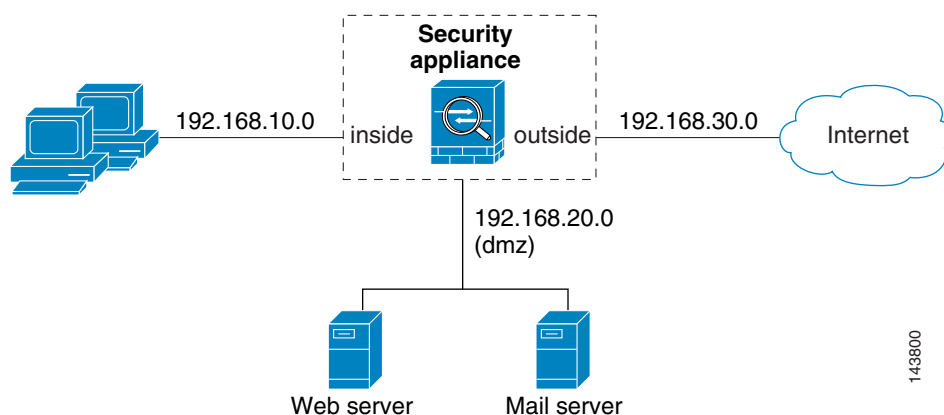 Security
appliance
192.168.10.0
inside
outside
192.168.30.0
Internet
192.168.20.0
(dmz)
Web server
Mail server
143800